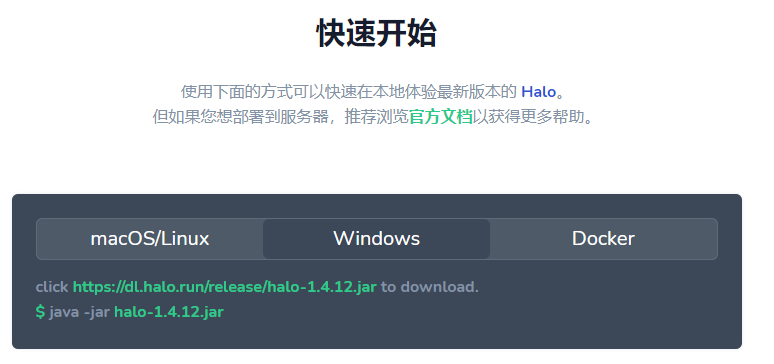 快速开始
使用下面的方式可以快速在本地体验最新版本的 Halo。
但如果您想部署到服务器，推荐浏览官方文档以获得更多帮助。
macOS/Linux
Windows
Docker
click https://dl.halo.run/release/halo-1.4.12.jar to download.
$ java -jar halo-1.4.12.jar